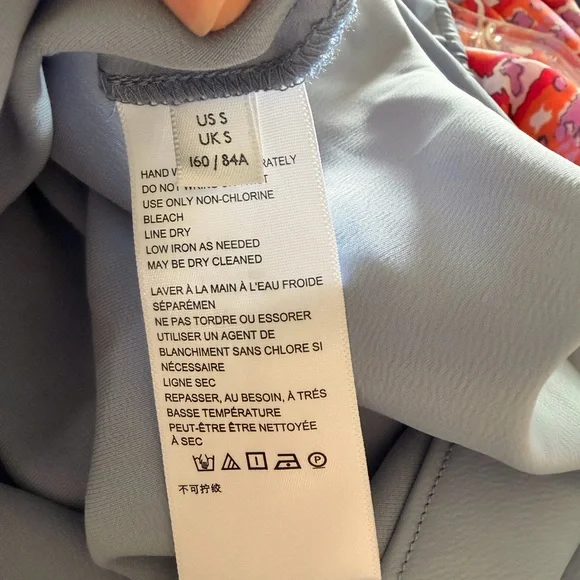 US S
UK S
160 / 84A
HAND RATELY
DO NOT
USE ONLY NON-CHLORINE
BLEACH
LINE DRY
LOW IRON AS NEEDED
MAY BE DRY CLEANED
LAVER À LA MAIN À L'EAU FROIDE
SÉPARÉMEN
NE PAS TORDRE OU ESSORER
UTILISER UN AGENT DE
BLANCHIMENT SANS CHLORE SI
NÉCESSAIRE
LIGNE SEC
REPASSER, AU BESOIN, À TRÉS
BASSE TEMPÉRATURE
PEUT-ÊTRE ÊTRE NETTOYÉE
À SEC
不可拧绞